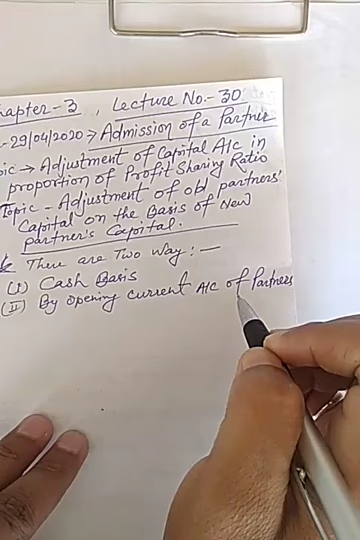 Chapter-3, Lecture No.- 30
-29/04/2020 → Admission of a Partner
pic → Adjustment of Capital A/c in
proportion of Profit Sharing Ratio
Topic - Adjustment of old partners'
Capital on the Basis of New
partner's Capital.
There are Two Way : —
(I) Cash Basis
(II) By opening current A/c of Partners